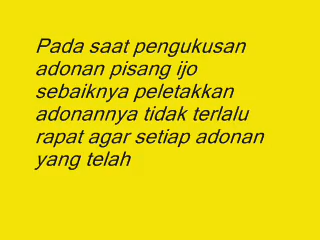 Pada saat pengukusan
adonan pisang ijo
sebaiknya peletakkan
adonannya tidak terlalu
rapat agar setiap adonan
yang telah